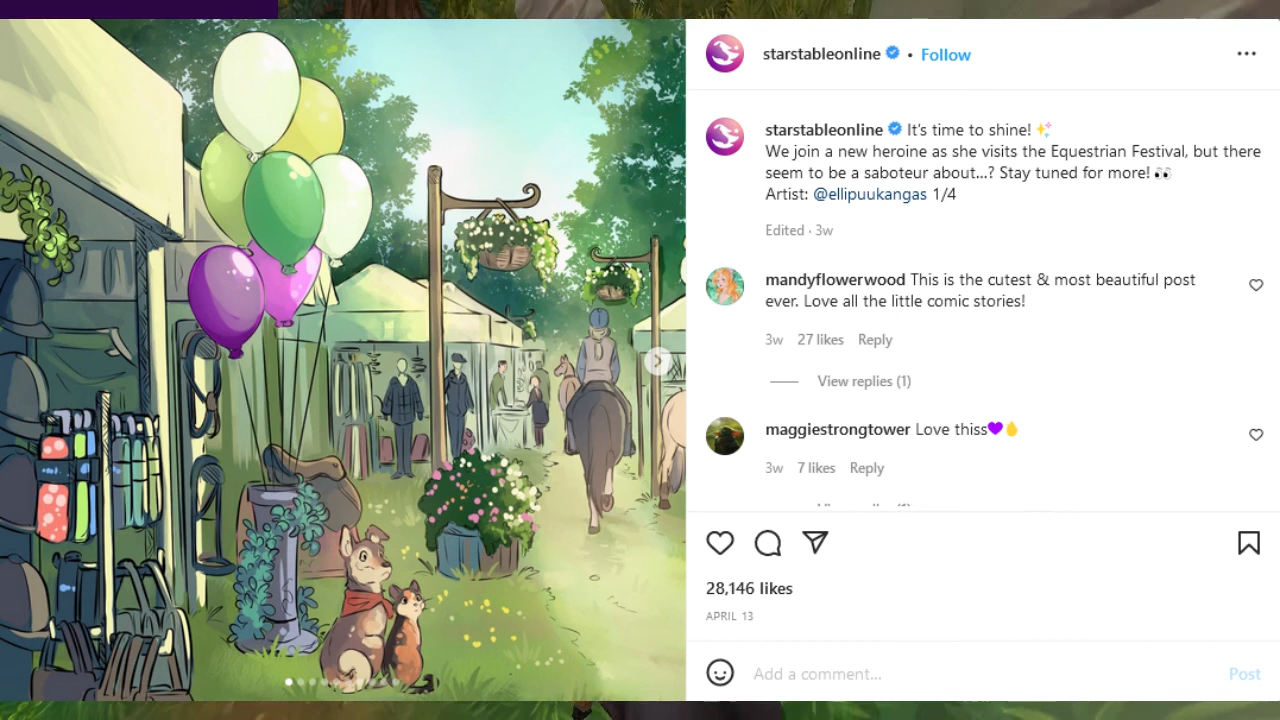 starstableonline • Follow
starstableonline It's time to shine! ✨
We join a new heroine as she visits the Equestrian Festival, but there
seem to be a saboteur about...? Stay tuned for more! 👀
Artist: @ellipuukangas 1/4
Edited · 3w
mandyflowerwood This is the cutest & most beautiful post
ever. Love all the little comic stories!
3w 27 likes Reply
View replies (1)
maggiestrongtower Love thiss💜💛
3w 7 likes Reply
28,146 likes
APRIL 13
Add a comment... Post